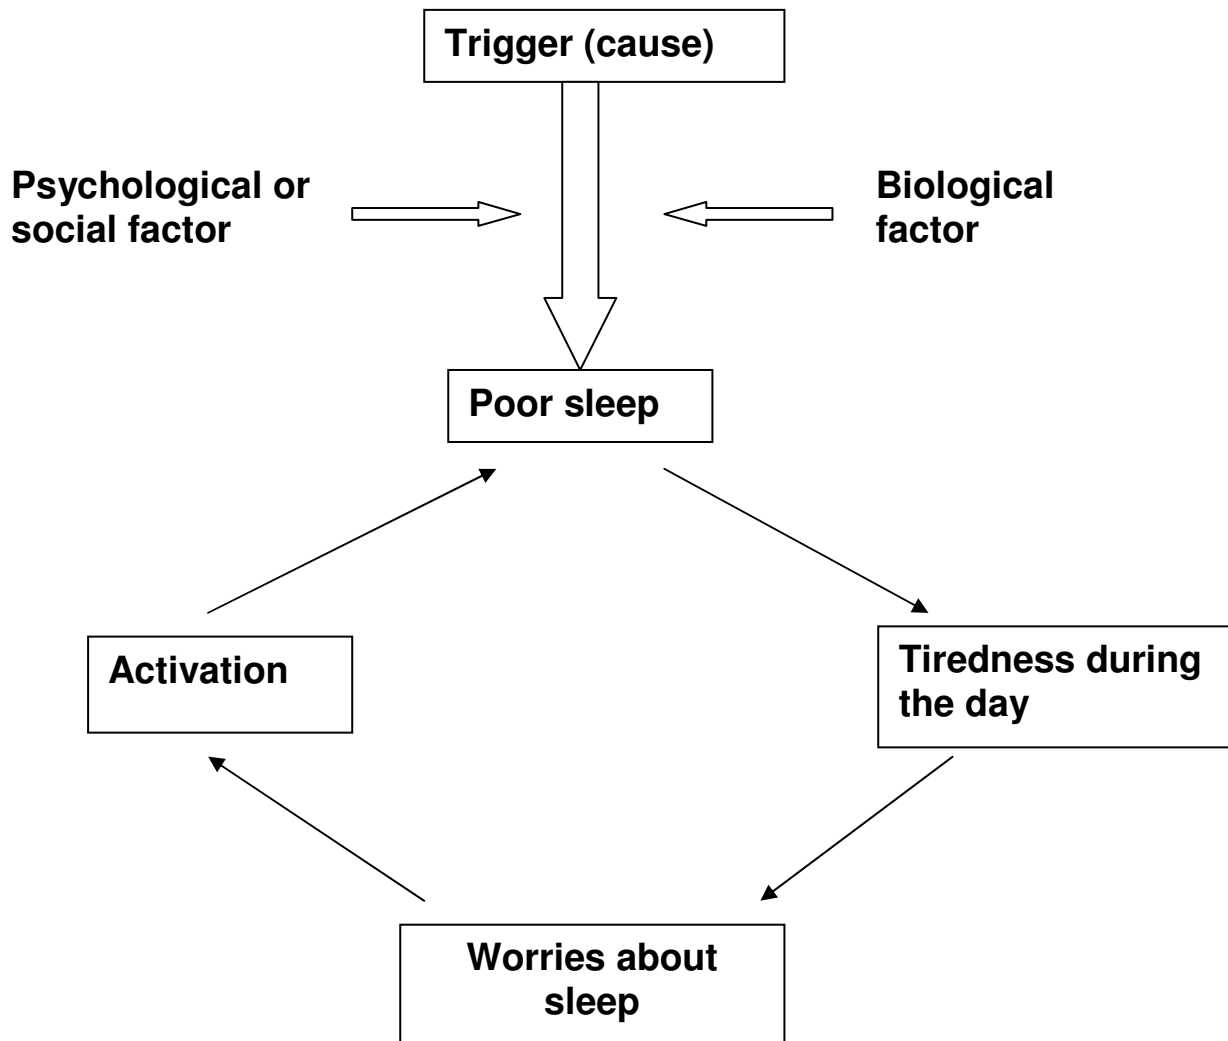 Trigger (cause)
Psychological or
social factor
Biological
factor
Poor sleep
Activation
Tiredness during
the day
Worries about
sleep